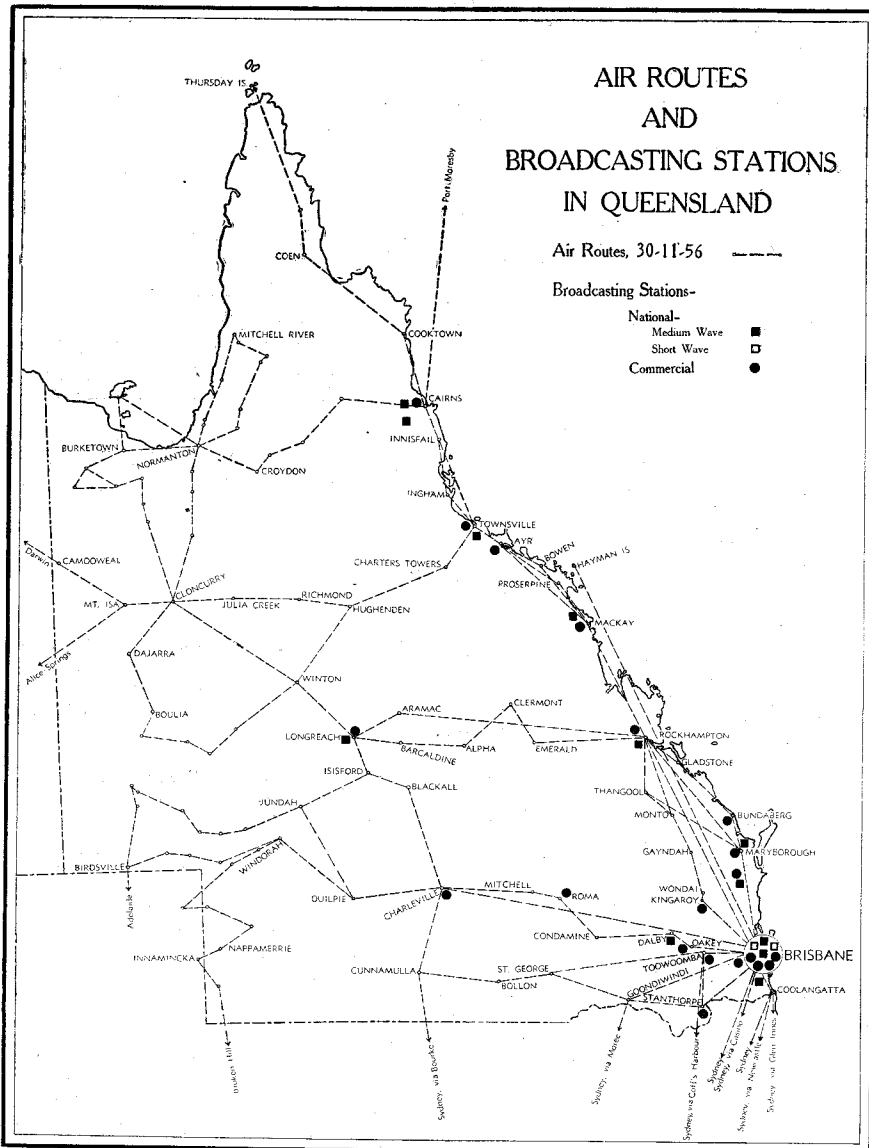 AIR ROUTES
AND
BROADCASTING STATIONS
IN QUEENSLAND
Air Routes, 30-11-56
Broadcasting Stations-
National-
Medium Wave
Short Wave
Commercial
THURSDAY IS
Port Moresby
COEN
MITCHELL RIVER
COOKTOWN
CAIRNS
INNISFAIL
BURKETOWN
NORMANTON
CROYDON
INGHAM
TOWNSVILLE
AYR
BOWEN
HAYMAN IS
Darwin
CAMOOWEAL
CHARTERS TOWERS
PROSERPINE
CLONCURRY
MT. ISA
JULIA CREEK
RICHMOND
HUGHENDEN
MACKAY
Alice Springs
DAJARRA
WINTON
BOULIA
ARAMAC
CLERMONT
LONGREACH
BARCALDINE
ALPHA
EMERALD
ROCKHAMPTON
GLADSTONE
ISISFORD
BLACKALL
THANGOOL
JUNDAH
MONTO
BUNDABERG
BIRDSVILLE
WINDORAH
GAYNDAH
MARYBOROUGH
QUILPIE
CHARLEVILLE
MITCHELL
ROMA
WONDAI
KINGAROY
Adelaide
CONDAMINE
DALBY
OAKEY
BRISBANE
INNAMINCKA
NAPPAMERRIE
CUNNAMULLA
ST. GEORGE
BOLLON
TOOWOOMBA
GOONDIWINDI
STANTHORPE
COOLANGATTA
Broken Hill
Sydney, via Bourke
Sydney, via Moree
Sydney, via Coff's Harbour
Sydney
Sydney, via Casino
Sydney
Sydney, via Newcastle
Sydney, via Glen Innes